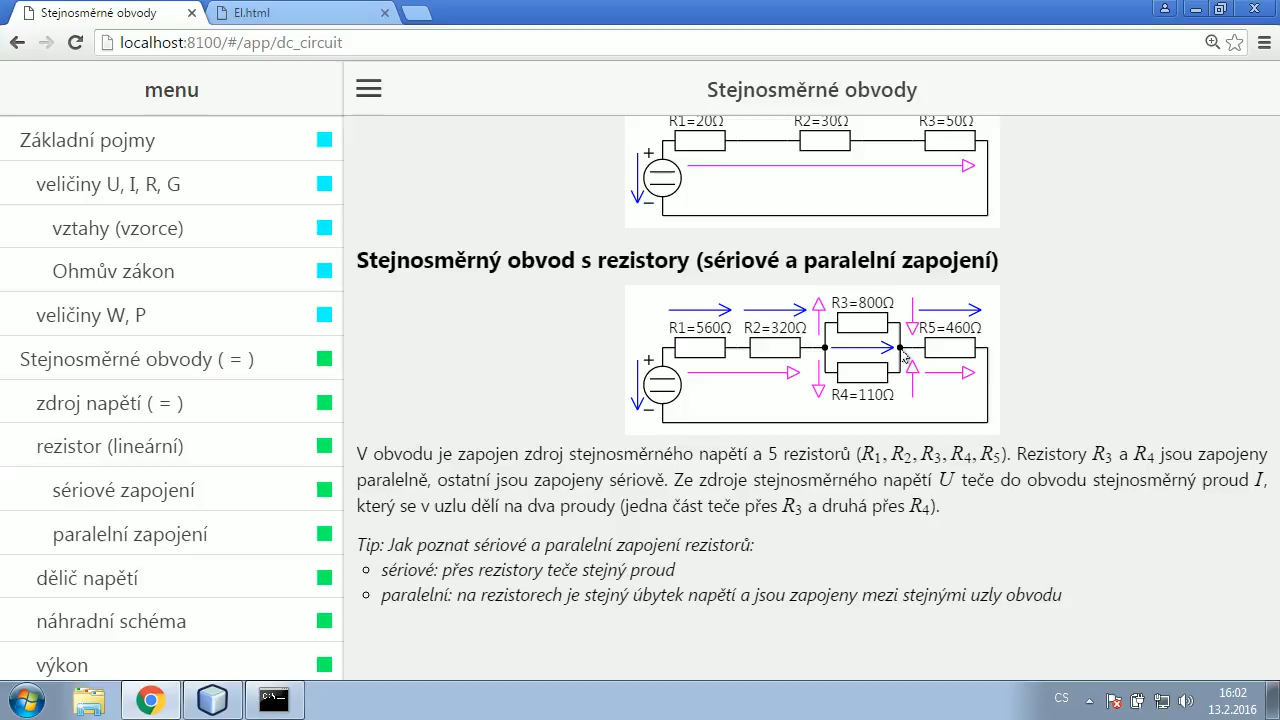 Stejnosměrné obvody
El.html
localhost:8100/#/app/dc_circuit
menu
Stejnosměrné obvody
Základní pojmy
veličiny U, I, R, G
vztahy (vzorce)
Ohmův zákon
veličiny W, P
Stejnosměrné obvody ( = )
zdroj napětí ( = )
rezistor (lineární)
sériové zapojení
paralelní zapojení
dělič napětí
náhradní schéma
výkon
R1=20Ω R2=30Ω R3=50Ω
+
−
Stejnosměrný obvod s rezistory (sériové a paralelní zapojení)
R3=800Ω
R1=560Ω R2=320Ω R5=460Ω
+
−
R4=110Ω
V obvodu je zapojen zdroj stejnosměrného napětí a 5 rezistorů (R₁, R₂, R₃, R₄, R₅). Rezistory R₃ a R₄ jsou zapojeny
paralelně, ostatní jsou zapojeny sériově. Ze zdroje stejnosměrného napětí U teče do obvodu stejnosměrný proud I,
který se v uzlu dělí na dva proudy (jedna část teče přes R₃ a druhá přes R₄).
Tip: Jak poznat sériové a paralelní zapojení rezistorů:
sériové: přes rezistory teče stejný proud
paralelní: na rezistorech je stejný úbytek napětí a jsou zapojeny mezi stejnými uzly obvodu
CS
16:02
13.2.2016